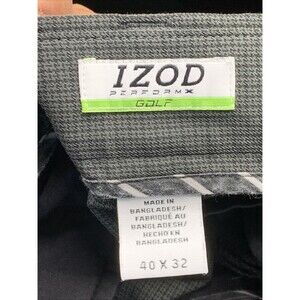 IZOD
PERFORMX
GOLF
MADE IN
BANGLADESH/
FABRIQUÉ AU
BANGLADESH/
HECHO EN
BANGLADESH
40 X 32